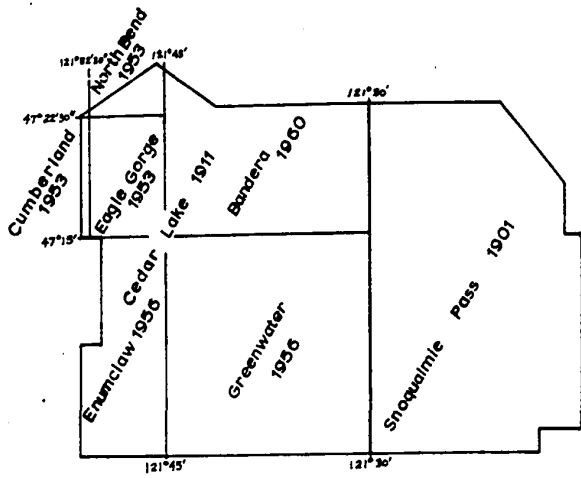 North Bend
1953
121°52'30"
121°45'
121°30'
47°22'30"
Cumberland
1953
Eagle Gorge
1953
Cedar Lake 1911
Bandera 1960
47°15'
Enumclaw 1956
Greenwater
1956
Snoqualmie Pass 1901
121°45'
121°30'